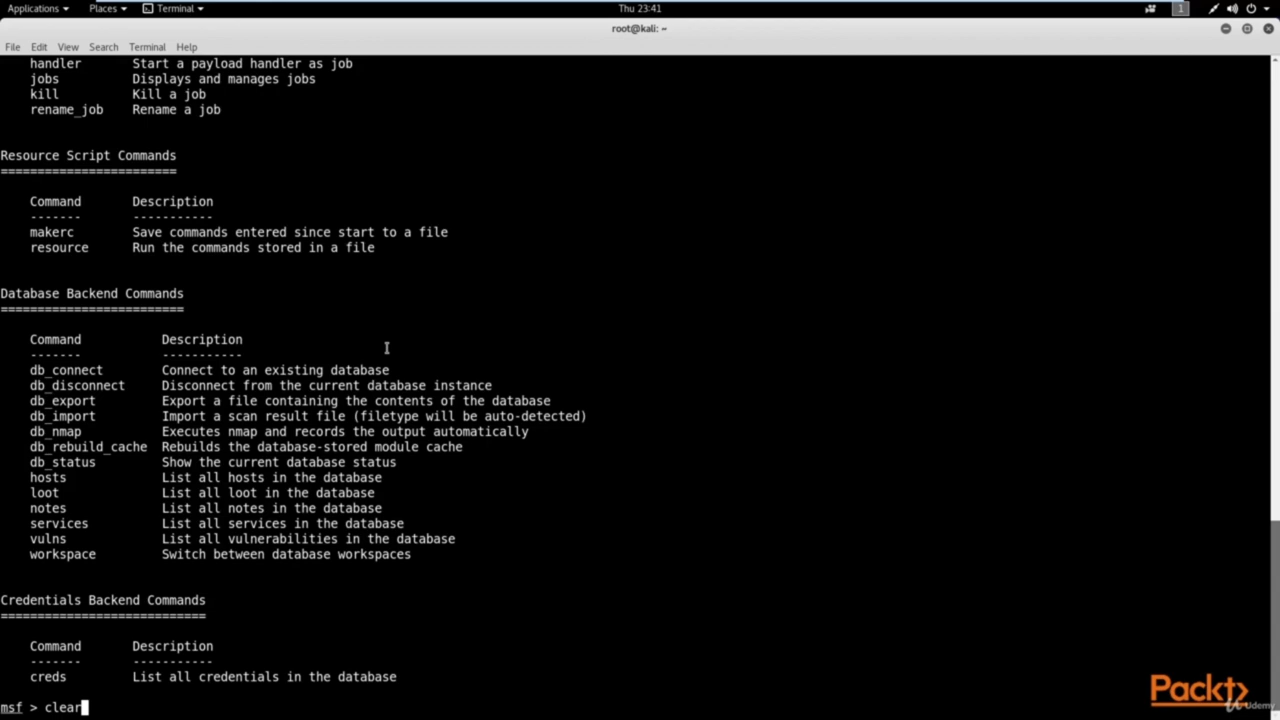 Applications Places Terminal Thu 23:41 1
root@kali: ~
File Edit View Search Terminal Help
handler Start a payload handler as job
jobs Displays and manages jobs
kill Kill a job
rename_job Rename a job
Resource Script Commands
========================
Command Description
------- -----------
makerc Save commands entered since start to a file
resource Run the commands stored in a file
Database Backend Commands
=========================
Command Description
------- -----------
db_connect Connect to an existing database
db_disconnect Disconnect from the current database instance
db_export Export a file containing the contents of the database
db_import Import a scan result file (filetype will be auto-detected)
db_nmap Executes nmap and records the output automatically
db_rebuild_cache Rebuilds the database-stored module cache
db_status Show the current database status
hosts List all hosts in the database
loot List all loot in the database
notes List all notes in the database
services List all services in the database
vulns List all vulnerabilities in the database
workspace Switch between database workspaces
Credentials Backend Commands
============================
Command Description
------- -----------
creds List all credentials in the database
msf > clear
Packt
Udemy